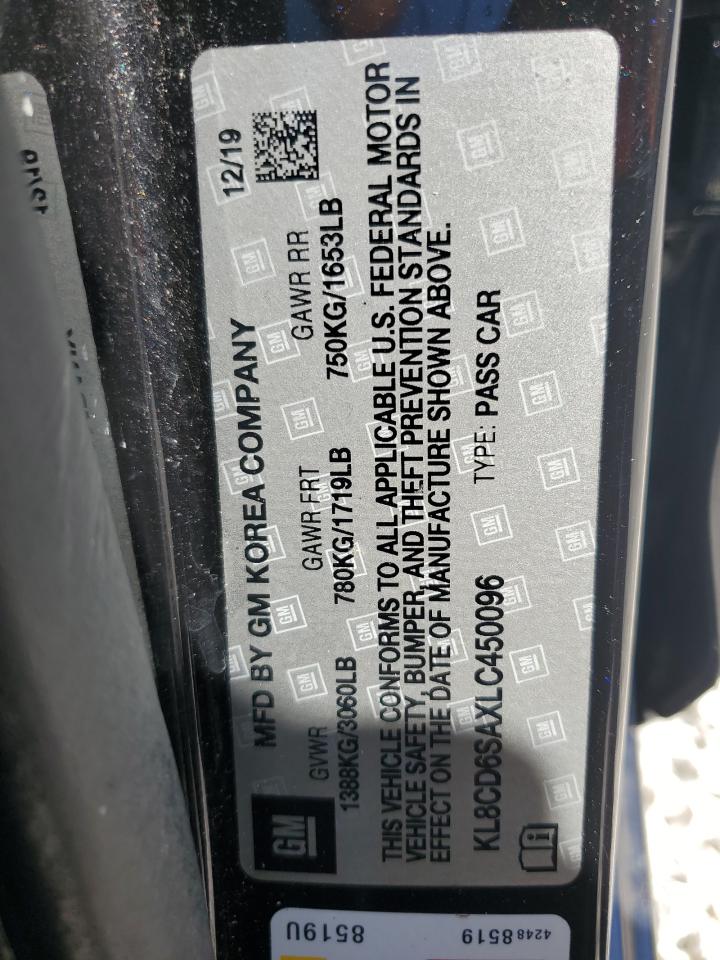 GM
MFD BY GM KOREA COMPANY 12/19
GVWR GAWR FRT GAWR RR
1388KG/3060LB 780KG/1719LB 750KG/1653LB
THIS VEHICLE CONFORMS TO ALL APPLICABLE U.S. FEDERAL MOTOR
VEHICLE SAFETY, BUMPER, AND THEFT PREVENTION STANDARDS IN
EFFECT ON THE DATE OF MANUFACTURE SHOWN ABOVE.
KL8CD6SAXLC450096 TYPE: PASS CAR
8519U
42488519